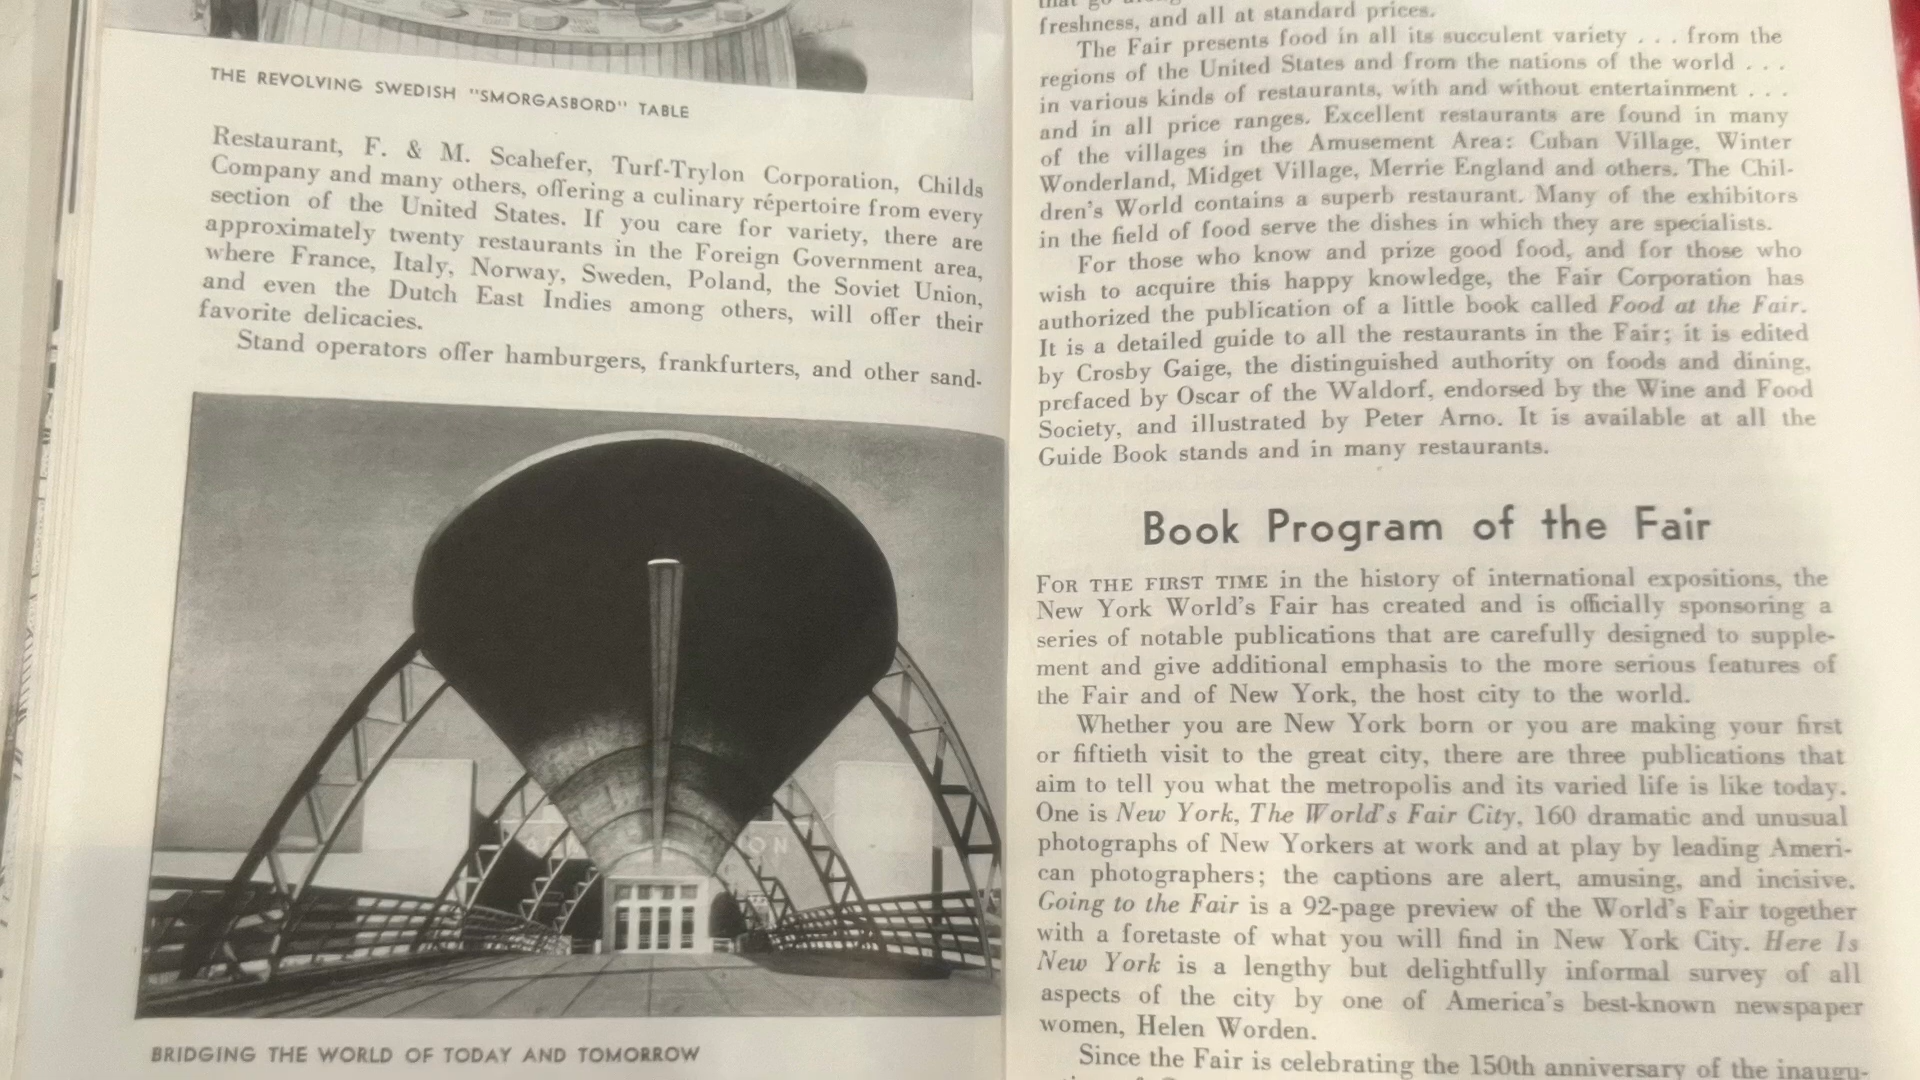 THE REVOLVING SWEDISH "SMORGASBORD" TABLE
Restaurant, F. & M. Scahefer, Turf-Trylon Corporation, Childs
Company and many others, offering a culinary répertoire from every
section of the United States. If you care for variety, there are
approximately twenty restaurants in the Foreign Government area,
where France, Italy, Norway, Sweden, Poland, the Soviet Union,
and even the Dutch East Indies among others, will offer their
favorite delicacies.
Stand operators offer hamburgers, frankfurters, and other sand-
BRIDGING THE WORLD OF TODAY AND TOMORROW
that go
freshness, and all at standard prices.
The Fair presents food in all its succulent variety . . . from the
regions of the United States and from the nations of the world . . .
in various kinds of restaurants, with and without entertainment . . .
and in all price ranges. Excellent restaurants are found in many
of the villages in the Amusement Area: Cuban Village, Winter
Wonderland, Midget Village, Merrie England and others. The Chil-
dren's World contains a superb restaurant. Many of the exhibitors
in the field of food serve the dishes in which they are specialists.
For those who know and prize good food, and for those who
wish to acquire this happy knowledge, the Fair Corporation has
authorized the publication of a little book called Food at the Fair.
It is a detailed guide to all the restaurants in the Fair; it is edited
by Crosby Gaige, the distinguished authority on foods and dining,
prefaced by Oscar of the Waldorf, endorsed by the Wine and Food
Society, and illustrated by Peter Arno. It is available at all the
Guide Book stands and in many restaurants.
Book Program of the Fair
FOR THE FIRST TIME in the history of international expositions, the
New York World's Fair has created and is officially sponsoring a
series of notable publications that are carefully designed to supple-
ment and give additional emphasis to the more serious features of
the Fair and of New York, the host city to the world.
Whether you are New York born or you are making your first
or fiftieth visit to the great city, there are three publications that
aim to tell you what the metropolis and its varied life is like today.
One is New York, The World's Fair City, 160 dramatic and unusual
photographs of New Yorkers at work and at play by leading Ameri-
can photographers; the captions are alert, amusing, and incisive.
Going to the Fair is a 92-page preview of the World's Fair together
with a foretaste of what you will find in New York City. Here Is
New York is a lengthy but delightfully informal survey of all
aspects of the city by one of America's best-known newspaper
women, Helen Worden.
Since the Fair is celebrating the 150th anniversary of the inaugu-